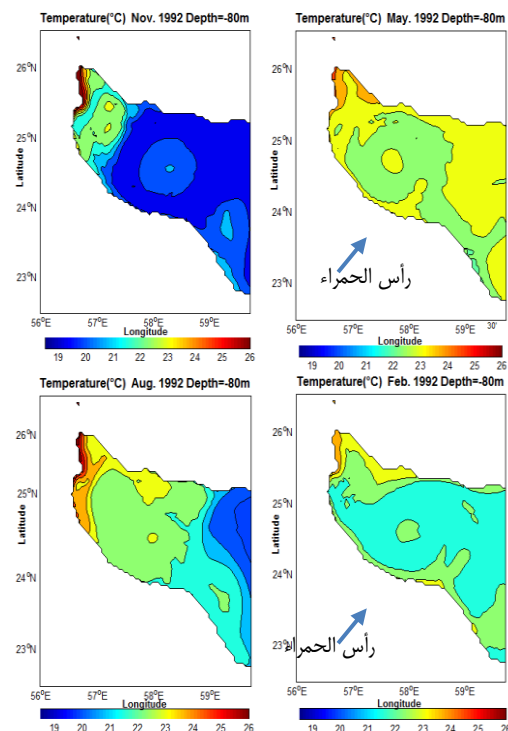 Temperature(°C) Nov. 1992 Depth=-80m
26°N
25°N
24°N
23°N
Latitude
56°E 57°E 58°E 59°E
Longitude
19 20 21 22 23 24 25 26
Temperature(°C) May. 1992 Depth=-80m
26°N
25°N
24°N
23°N
Latitude
رأس الحمراء
56°E 57°E 58°E 59°E 30'
Longitude
19 20 21 22 23 24 25 26
Temperature(°C) Aug. 1992 Depth=-80m
26°N
25°N
24°N
23°N
Latitude
56°E 57°E 58°E 59°E
Longitude
19 20 21 22 23 24 25 26
Temperature(°C) Feb. 1992 Depth=-80m
26°N
25°N
24°N
23°N
Latitude
رأس الحمراء
56°E 57°E 58°E 59°E
Longitude
19 20 21 22 23 24 25 26